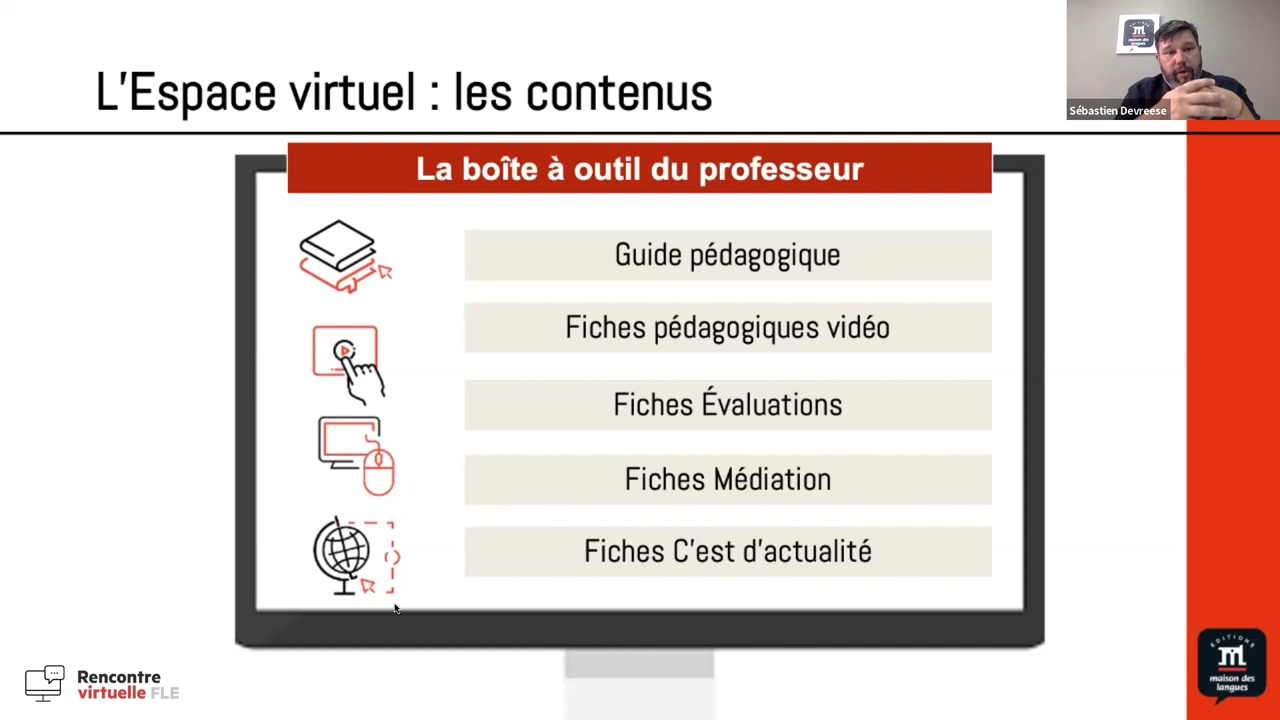 L'Espace virtuel : les contenus
Sébastien Devreese
La boîte à outil du professeur
Guide pédagogique
Fiches pédagogiques vidéo
Fiches Évaluations
Fiches Médiation
Fiches C'est d'actualité
Rencontre
virtuelle FLE
ÉDITIONS
maison des
langues